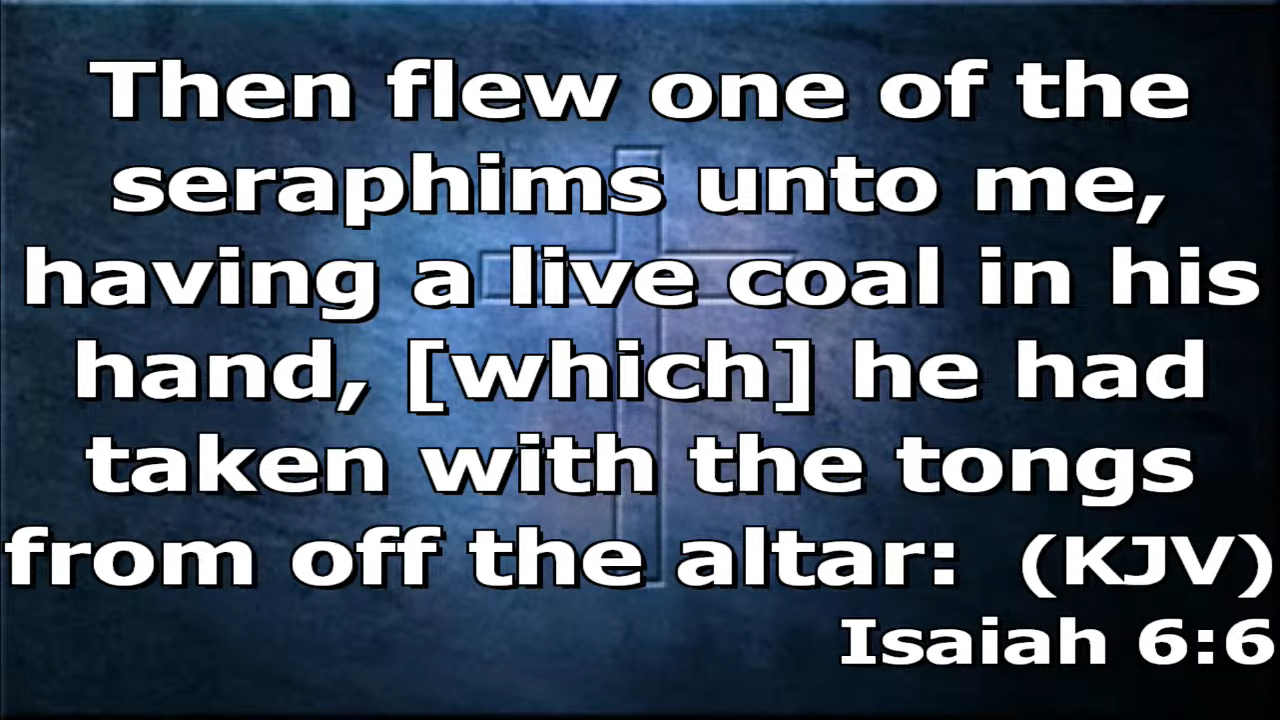 Then flew one of the
seraphims unto me,
having a live coal in his
hand, [which] he had
taken with the tongs
from off the altar: (KJV)
Isaiah 6:6